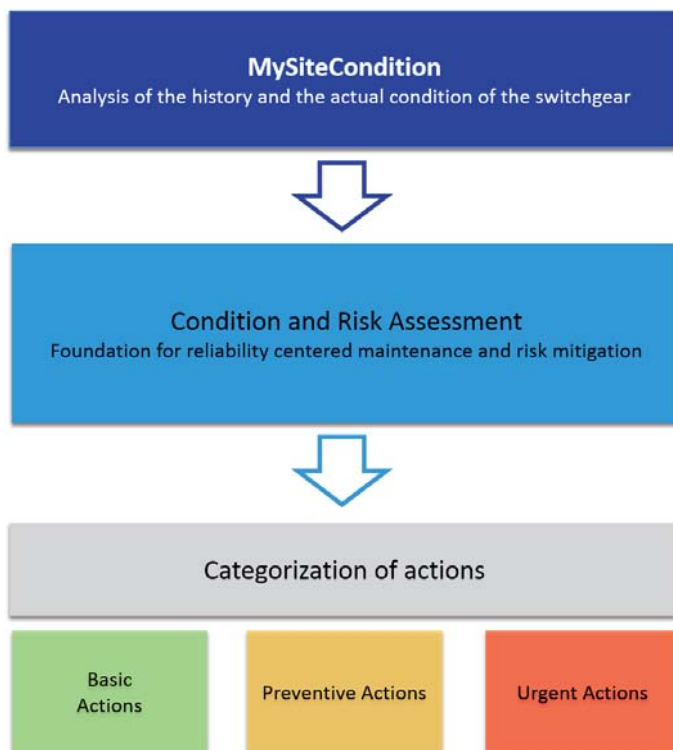 MySiteCondition
Analysis of the history and the actual condition of the switchgear
Condition and Risk Assessment
Foundation for reliability centered maintenance and risk mitigation
Categorization of actions
Basic
Actions
Preventive Actions
Urgent Actions